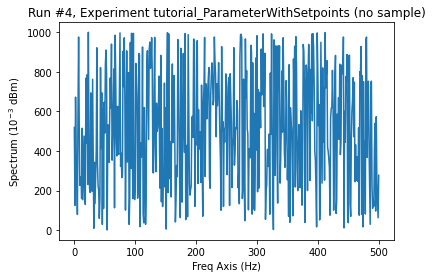 Run #4, Experiment tutorial_ParameterWithSetpoints (no sample)
1000
800
600
400
200
0
Spectrum (10⁻³ dBm)
0 100 200 300 400 500
Freq Axis (Hz)